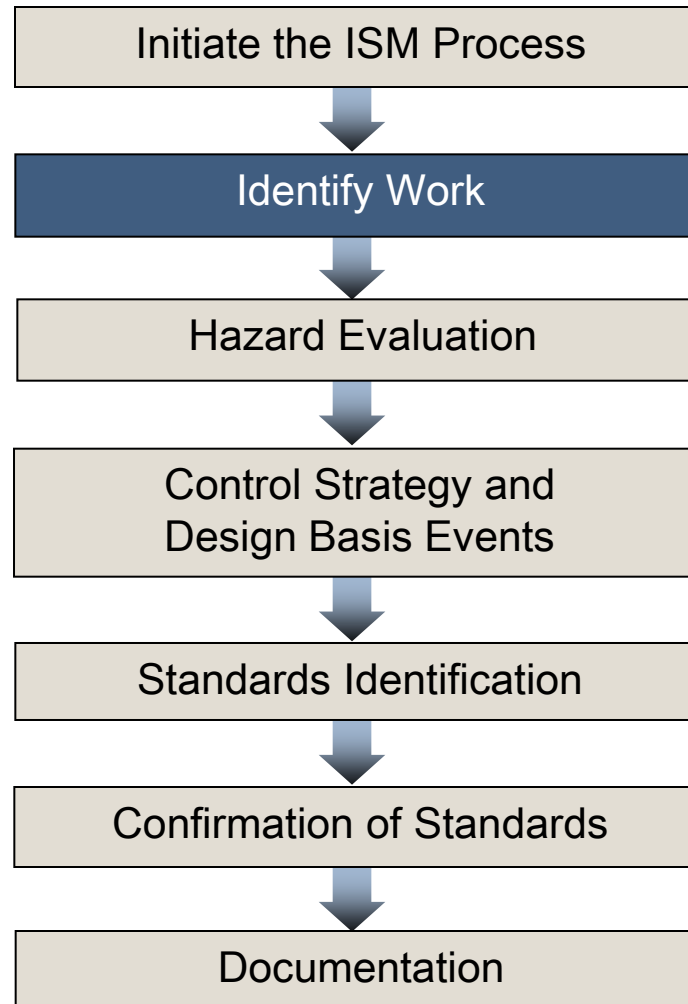 Initiate the ISM Process
Identify Work
Hazard Evaluation
Control Strategy and
Design Basis Events
Standards Identification
Confirmation of Standards
Documentation